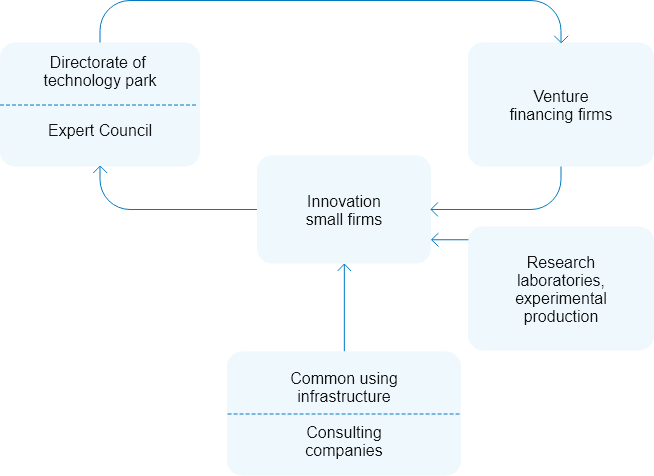 Directorate of
technology park
Expert Council
Venture
financing firms
Innovation
small firms
Research
laboratories,
experimental
production
Common using
infrastructure
Consulting
companies